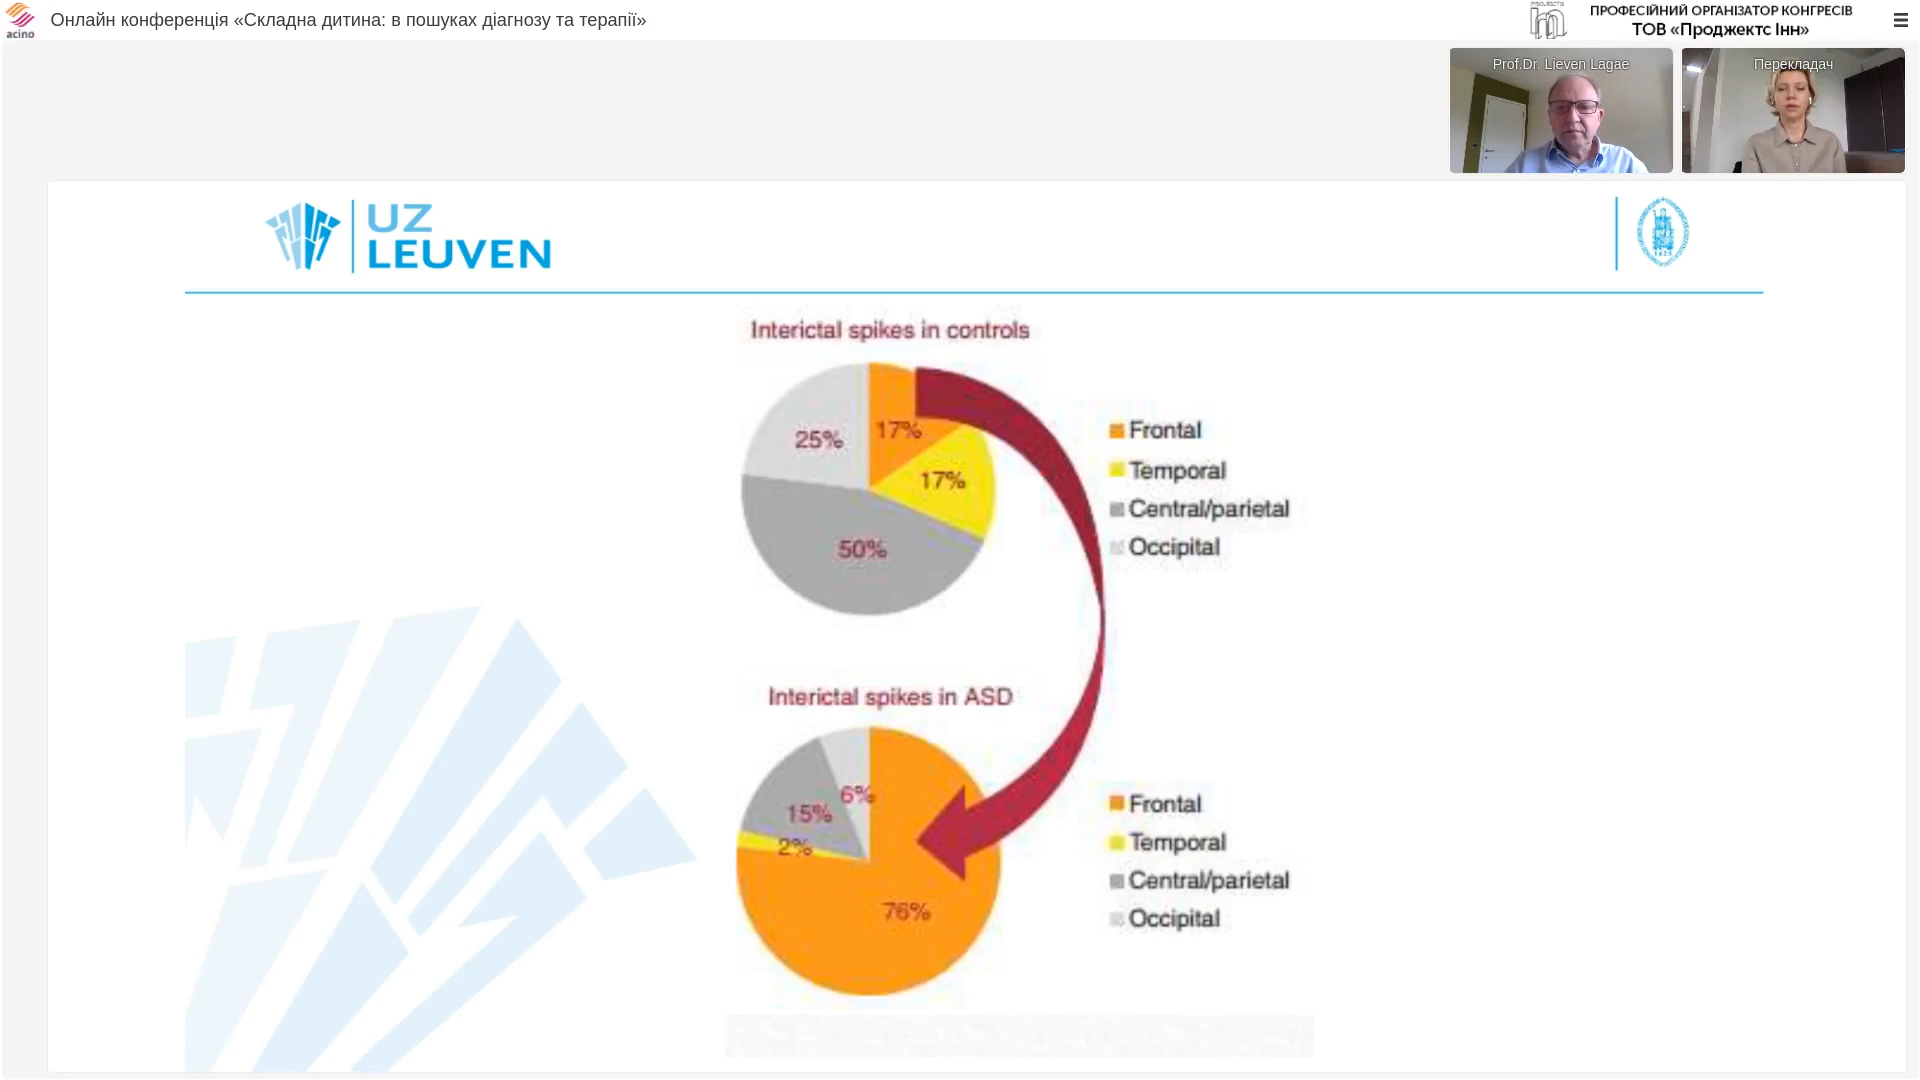 acino
Онлайн конференція «Складна дитина: в пошуках діагнозу та терапії»
PROJECTS
ПРОФЕСІЙНИЙ ОРГАНІЗАТОР КОНГРЕСІВ
ТОВ «Проджектс Інн»
Prof.Dr. Lieven Lagae
Перекладач
UZ
LEUVEN
1425
Interictal spikes in controls
25%
17%
17%
50%
Frontal
Temporal
Central/parietal
Occipital
Interictal spikes in ASD
6%
15%
2%
76%
Frontal
Temporal
Central/parietal
Occipital